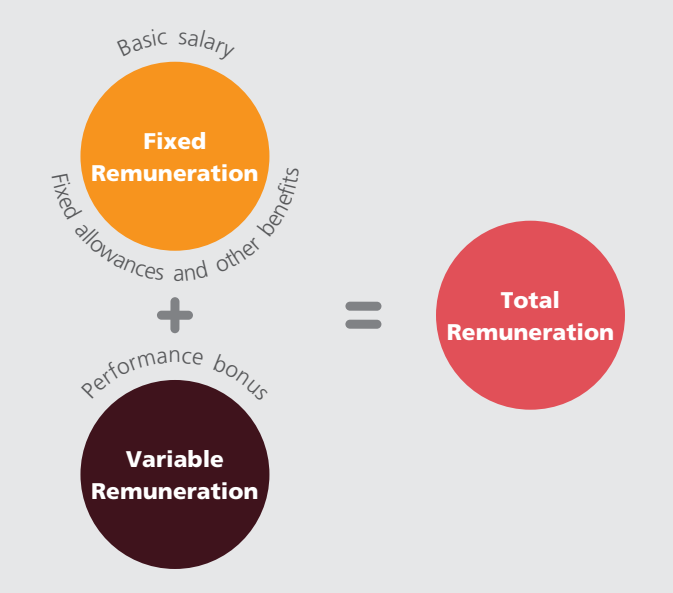 Basic salary
Fixed
Remuneration
Fixed allowances and other benefits
+
=
Total
Remuneration
Performance bonus
Variable
Remuneration